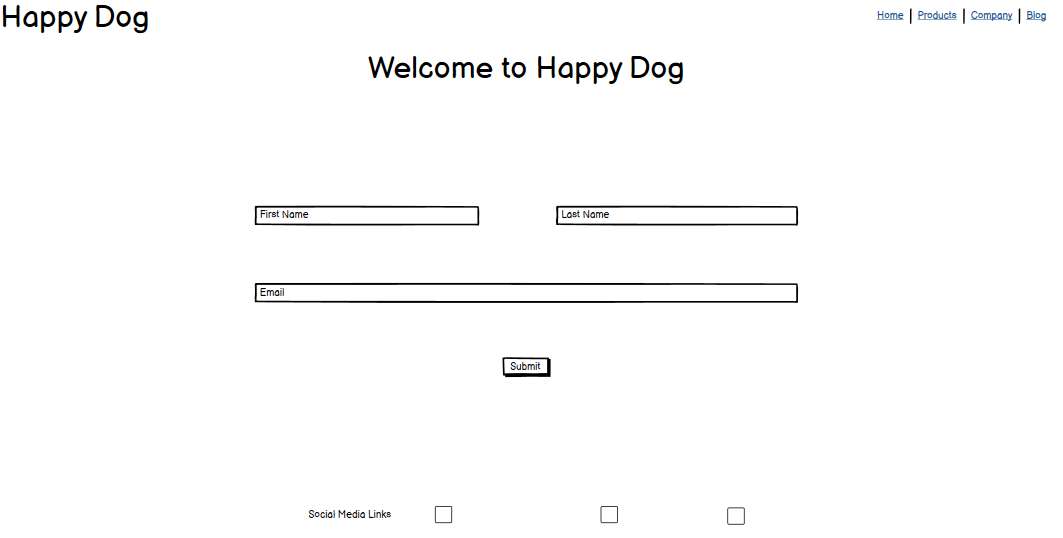 Happy Dog
Home | Products | Company | Blog
Welcome to Happy Dog
First Name
Last Name
Email
Submit
Social Media Links